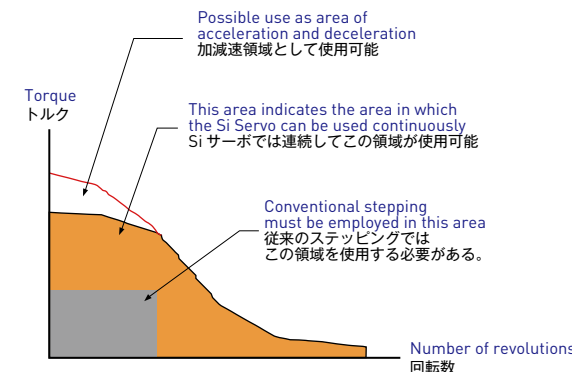 Possible use as area of
acceleration and deceleration
加減速領域として使用可能
Torque
トルク
This area indicates the area in which
the Si Servo can be used continuously
Si サーボでは連続してこの領域が使用可能
Conventional stepping
must be employed in this area
従来のステッピングでは
この領域を使用する必要がある。
Number of revolutions
回転数